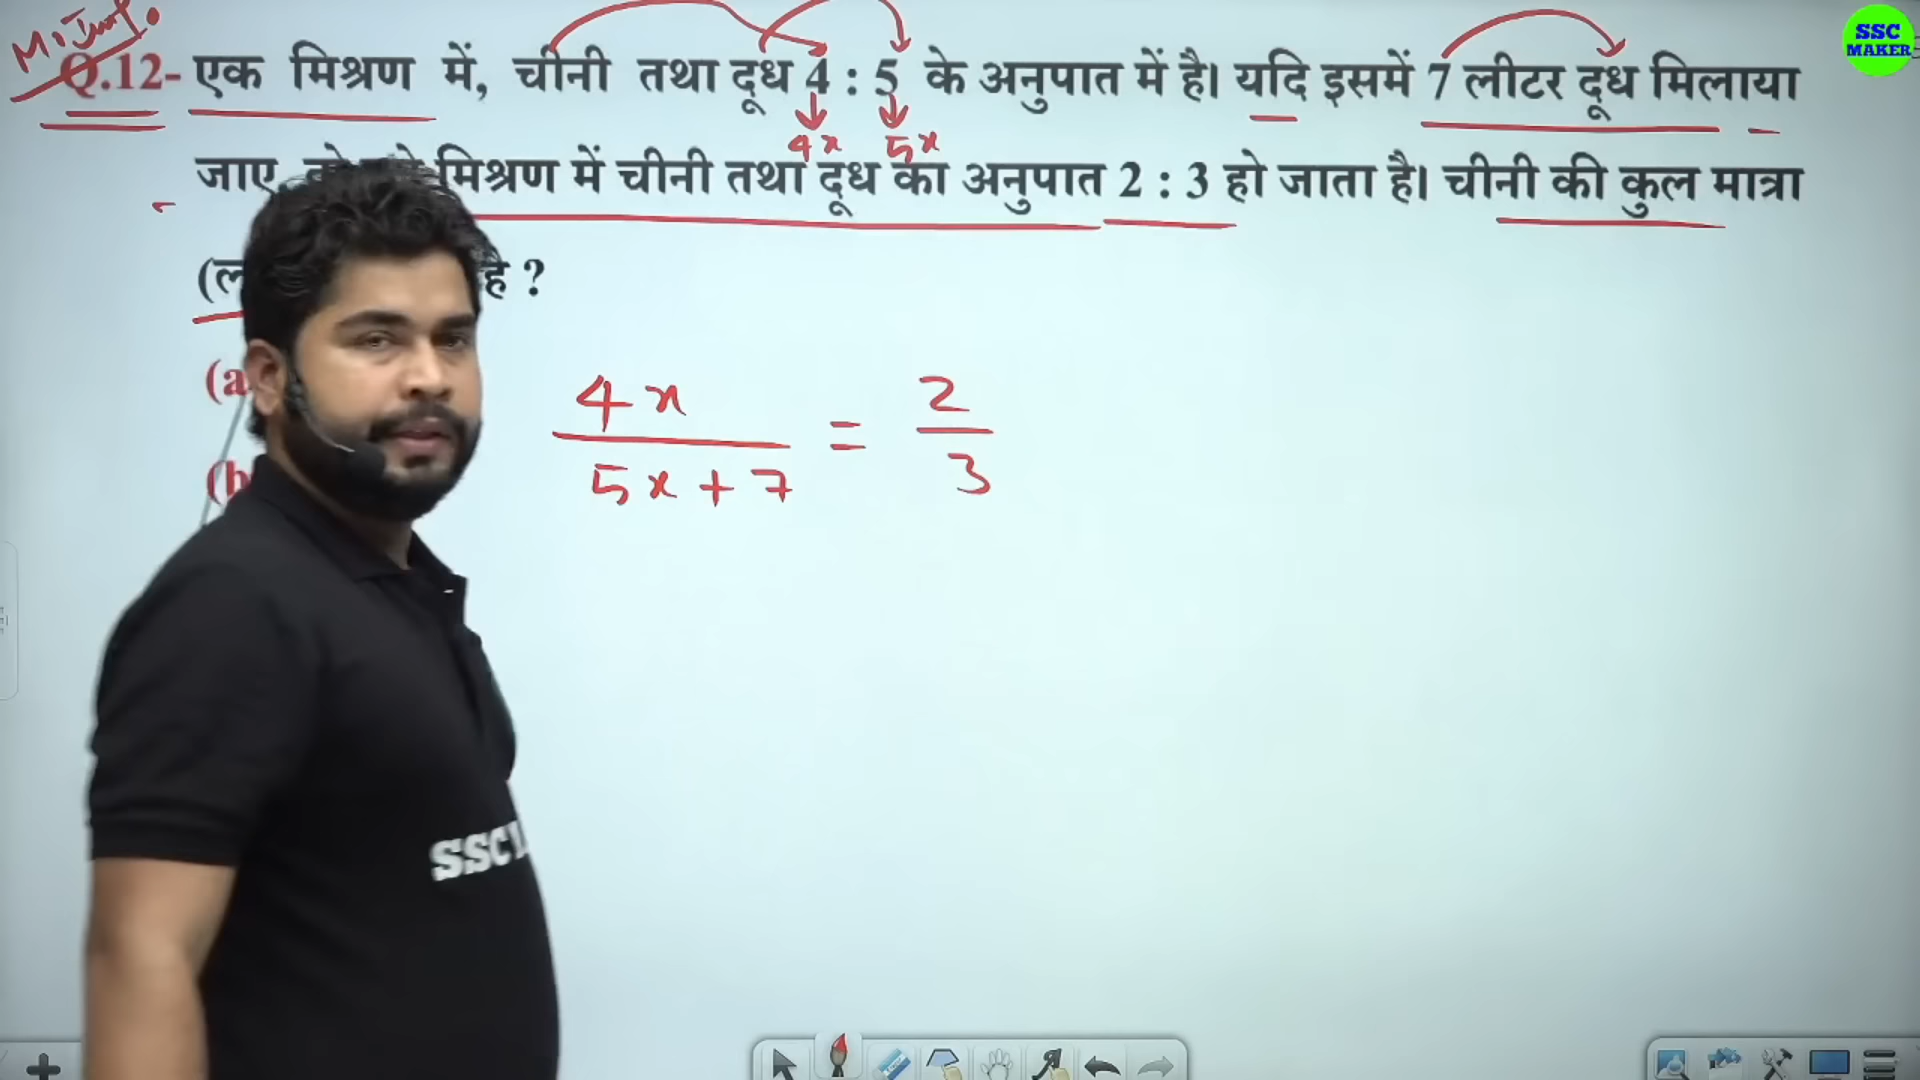 M. Imp.
SSC MAKER
Q.12- एक मिश्रण में, चीनी तथा दूध 4 : 5 के अनुपात में है। यदि इसमें 7 लीटर दूध मिलाया
4x 5x
जाए, मिश्रण में चीनी तथा दूध का अनुपात 2 : 3 हो जाता है। चीनी की कुल मात्रा
है ?
(a
4x / 5x + 7 = 2 / 3
(b
SSC